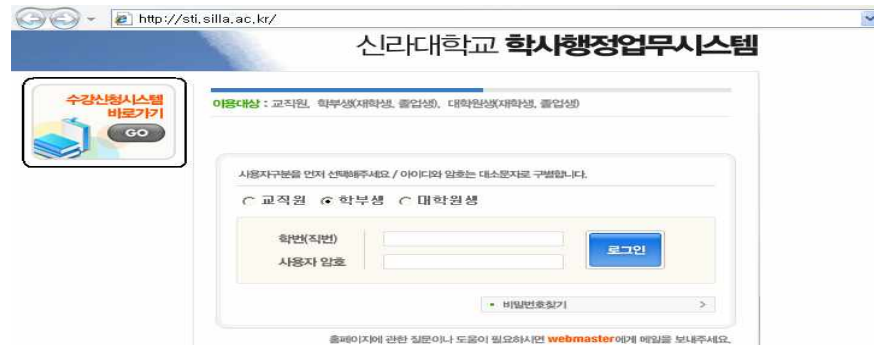 http://sti.silla.ac.kr/
신라대학교 학사행정업무시스템
수강신청시스템
바로가기
GO
이용대상 : 교직원, 학부생(재학생, 졸업생), 대학원생(재학생, 졸업생)
사용자구분을 먼저 선택해주세요 / 아이디와 암호는 대소문자로 구별합니다.
교직원 학부생 대학원생
학번(직번)
사용자 암호
로그인
비밀번호찾기 >
홈페이지에 관한 질문이나 도움이 필요하시면 webmaster에게 메일을 보내주세요.